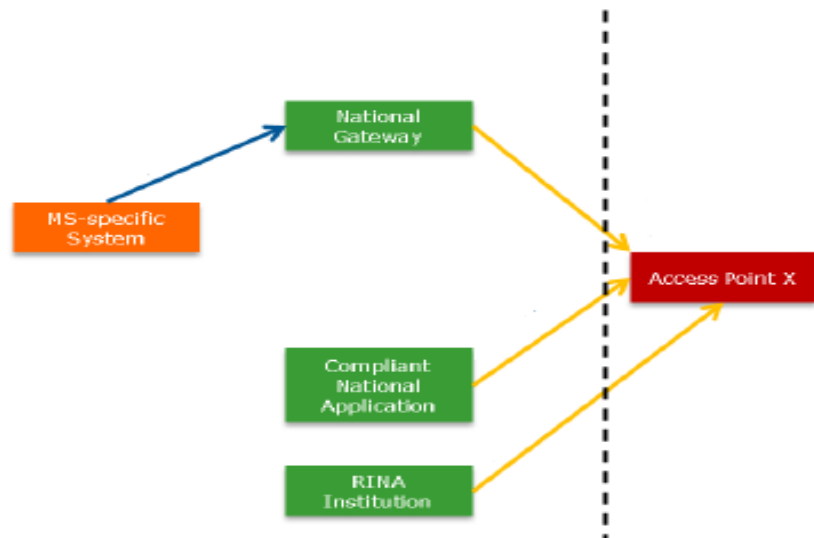 National
Gateway
MS-specific
System
Access Point X
Compliant
National
Application
RINA
Institution